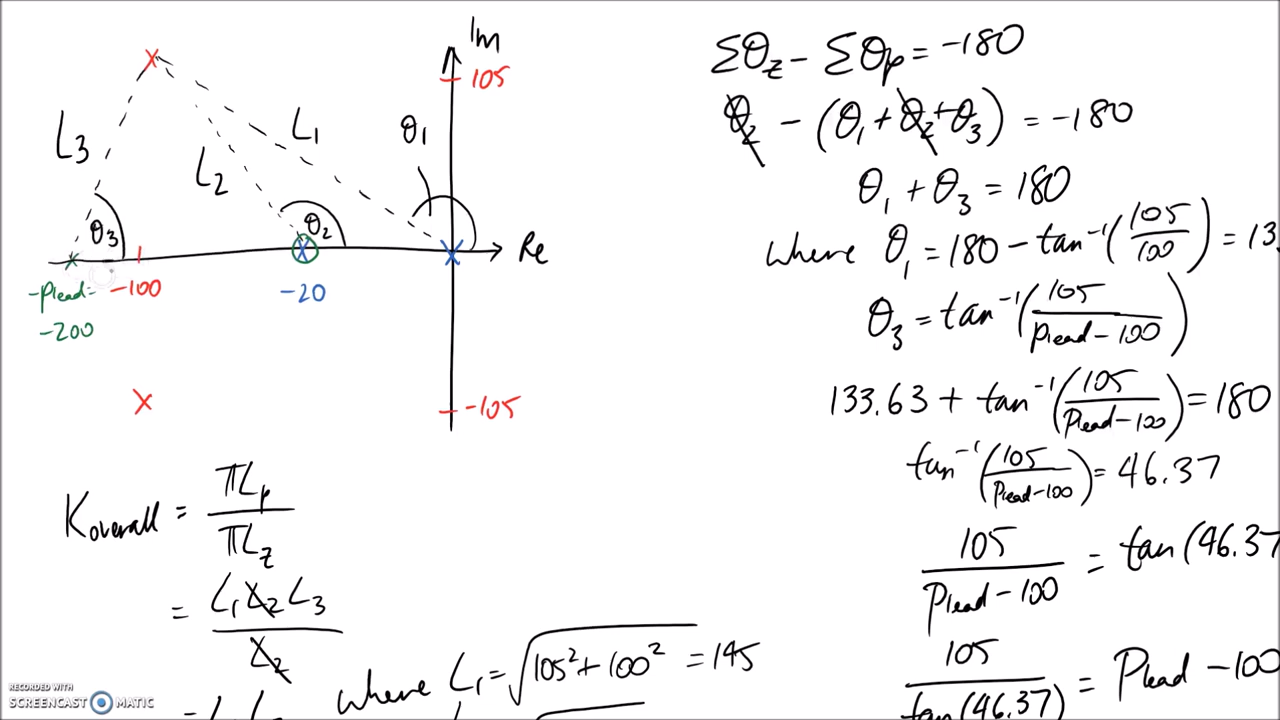 Im
105
L3
L1
θ1
L2
θ3
θ2
Re
-Plead=
-200
-100
-20
-105
Koverall = πLp / πLz
= L1 L2 L3 / L2
where L1 = √105² + 100² = 145
ΣθZ - Σθp = -180
θ2 - (θ1 + θ2 + θ3) = -180
θ1 + θ3 = 180
where θ1 = 180 - tan⁻¹(105/100) = 13
θ3 = tan⁻¹(105/Plead - 100)
133.63 + tan⁻¹(105/Plead - 100) = 180
tan⁻¹(105/Plead - 100) = 46.37
105/Plead - 100 = tan(46.37
105/tan(46.37) = Plead - 100
RECORDED WITH
SCREENCAST MATIC